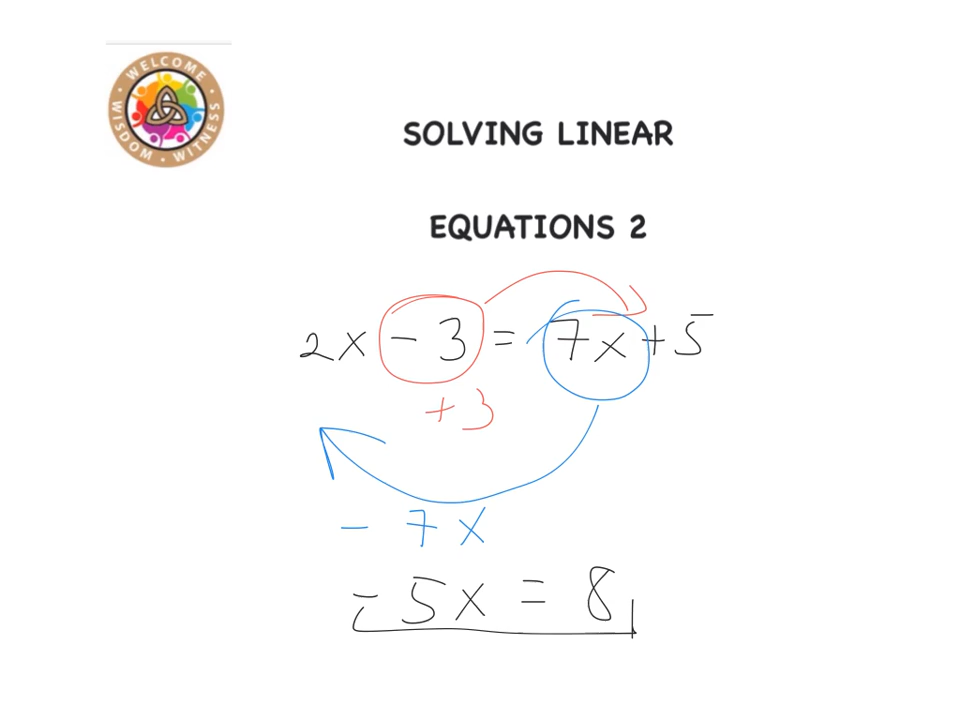 WELCOME • WITNESS • WISDOM •
SOLVING LINEAR
EQUATIONS 2
2x - 3 = 7x + 5
+3
- 7x
- 5x = 8